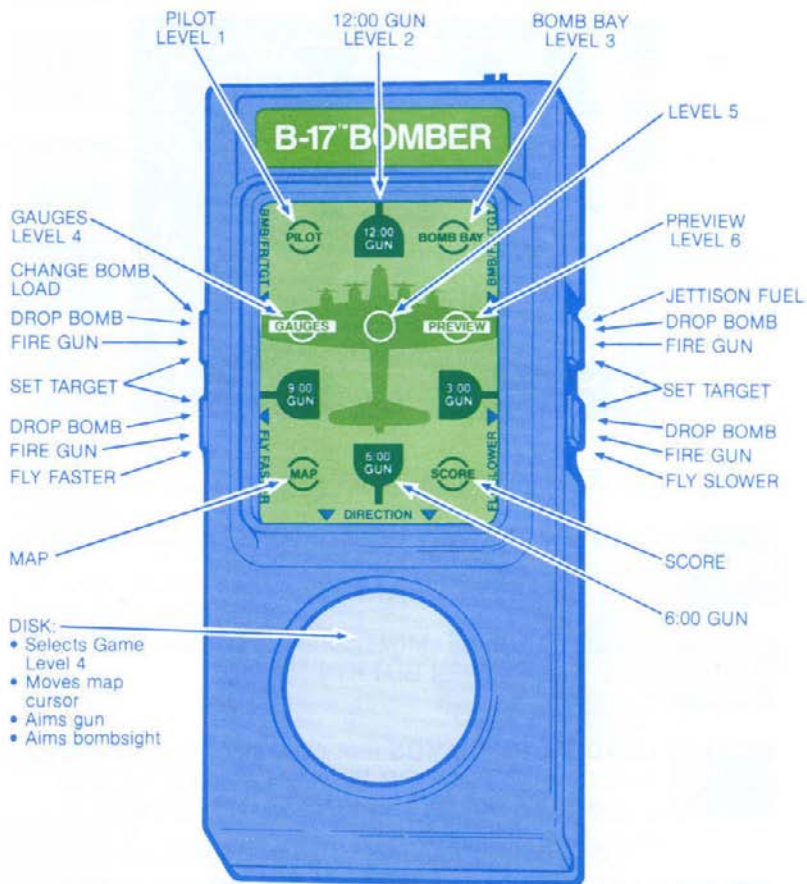 PILOT
LEVEL 1
12:00 GUN
LEVEL 2
BOMB BAY
LEVEL 3
LEVEL 5
B-17™ BOMBER
GAUGES
LEVEL 4
PREVIEW
LEVEL 6
CHANGE BOMB
LOAD
DROP BOMB
FIRE GUN
SET TARGET
DROP BOMB
FIRE GUN
FLY FASTER
MAP
DISK:
• Selects Game
Level 4
• Moves map
cursor
• Aims gun
• Aims bombsight
JETTISON FUEL
DROP BOMB
FIRE GUN
SET TARGET
DROP BOMB
FIRE GUN
FLY SLOWER
SCORE
6:00 GUN
BMB/FR/TGT
PILOT
12:00
GUN
BOMB BAY
GAUGES
PREVIEW
9:00
GUN
3:00
GUN
MAP
6:00
GUN
SCORE
DIRECTION